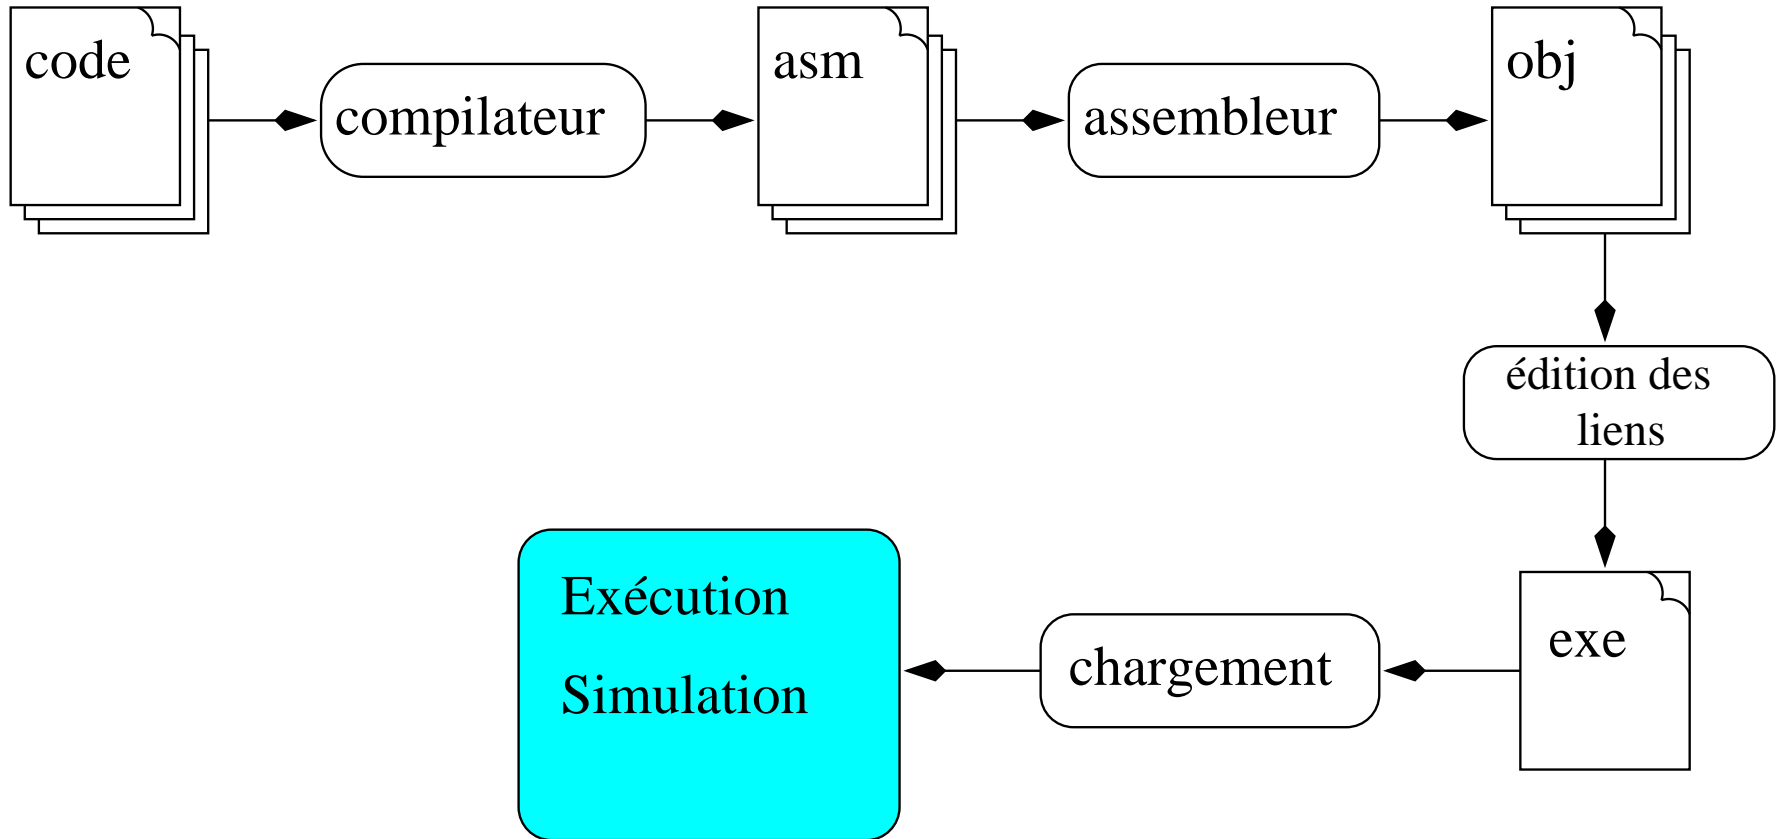 code
compilateur
asm
assembleur
obj
édition des
liens
exe
chargement
Exécution
Simulation